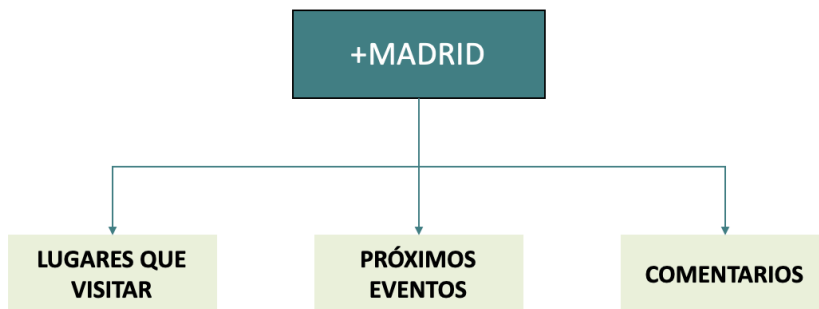 +MADRID
LUGARES QUE
VISITAR
PRÓXIMOS
EVENTOS
COMENTARIOS